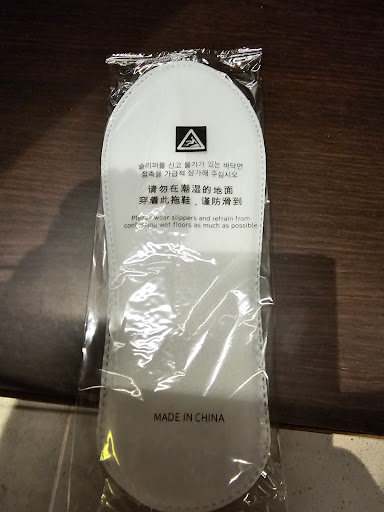 슬리퍼를 신고 물기가 있는 바닥면
접촉을 가급적 삼가해 주십시오
请勿在潮湿的地面
穿着此拖鞋，谨防滑到
Please wear slippers and refrain from
contacting wet floors as much as possible
MADE IN CHINA